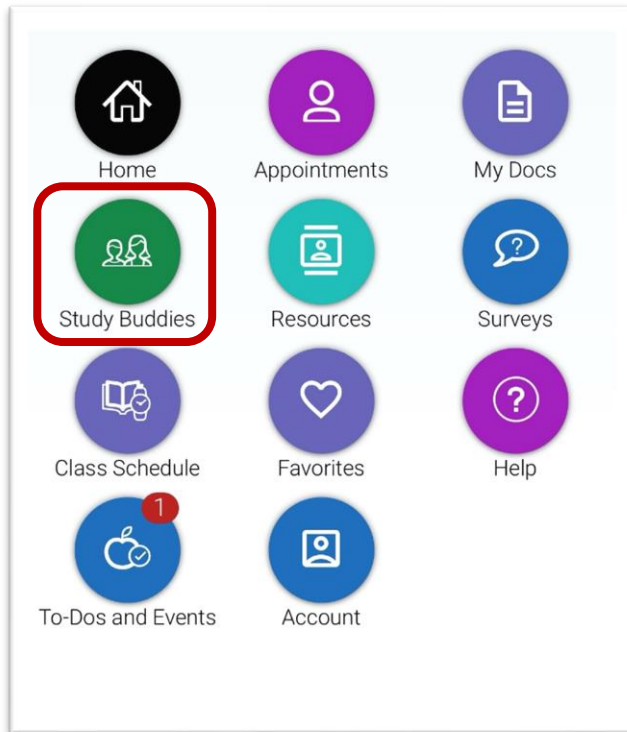 Home
Appointments
My Docs
Study Buddies
Resources
?
Surveys
Class Schedule
Favorites
?
Help
1
To-Dos and Events
Account